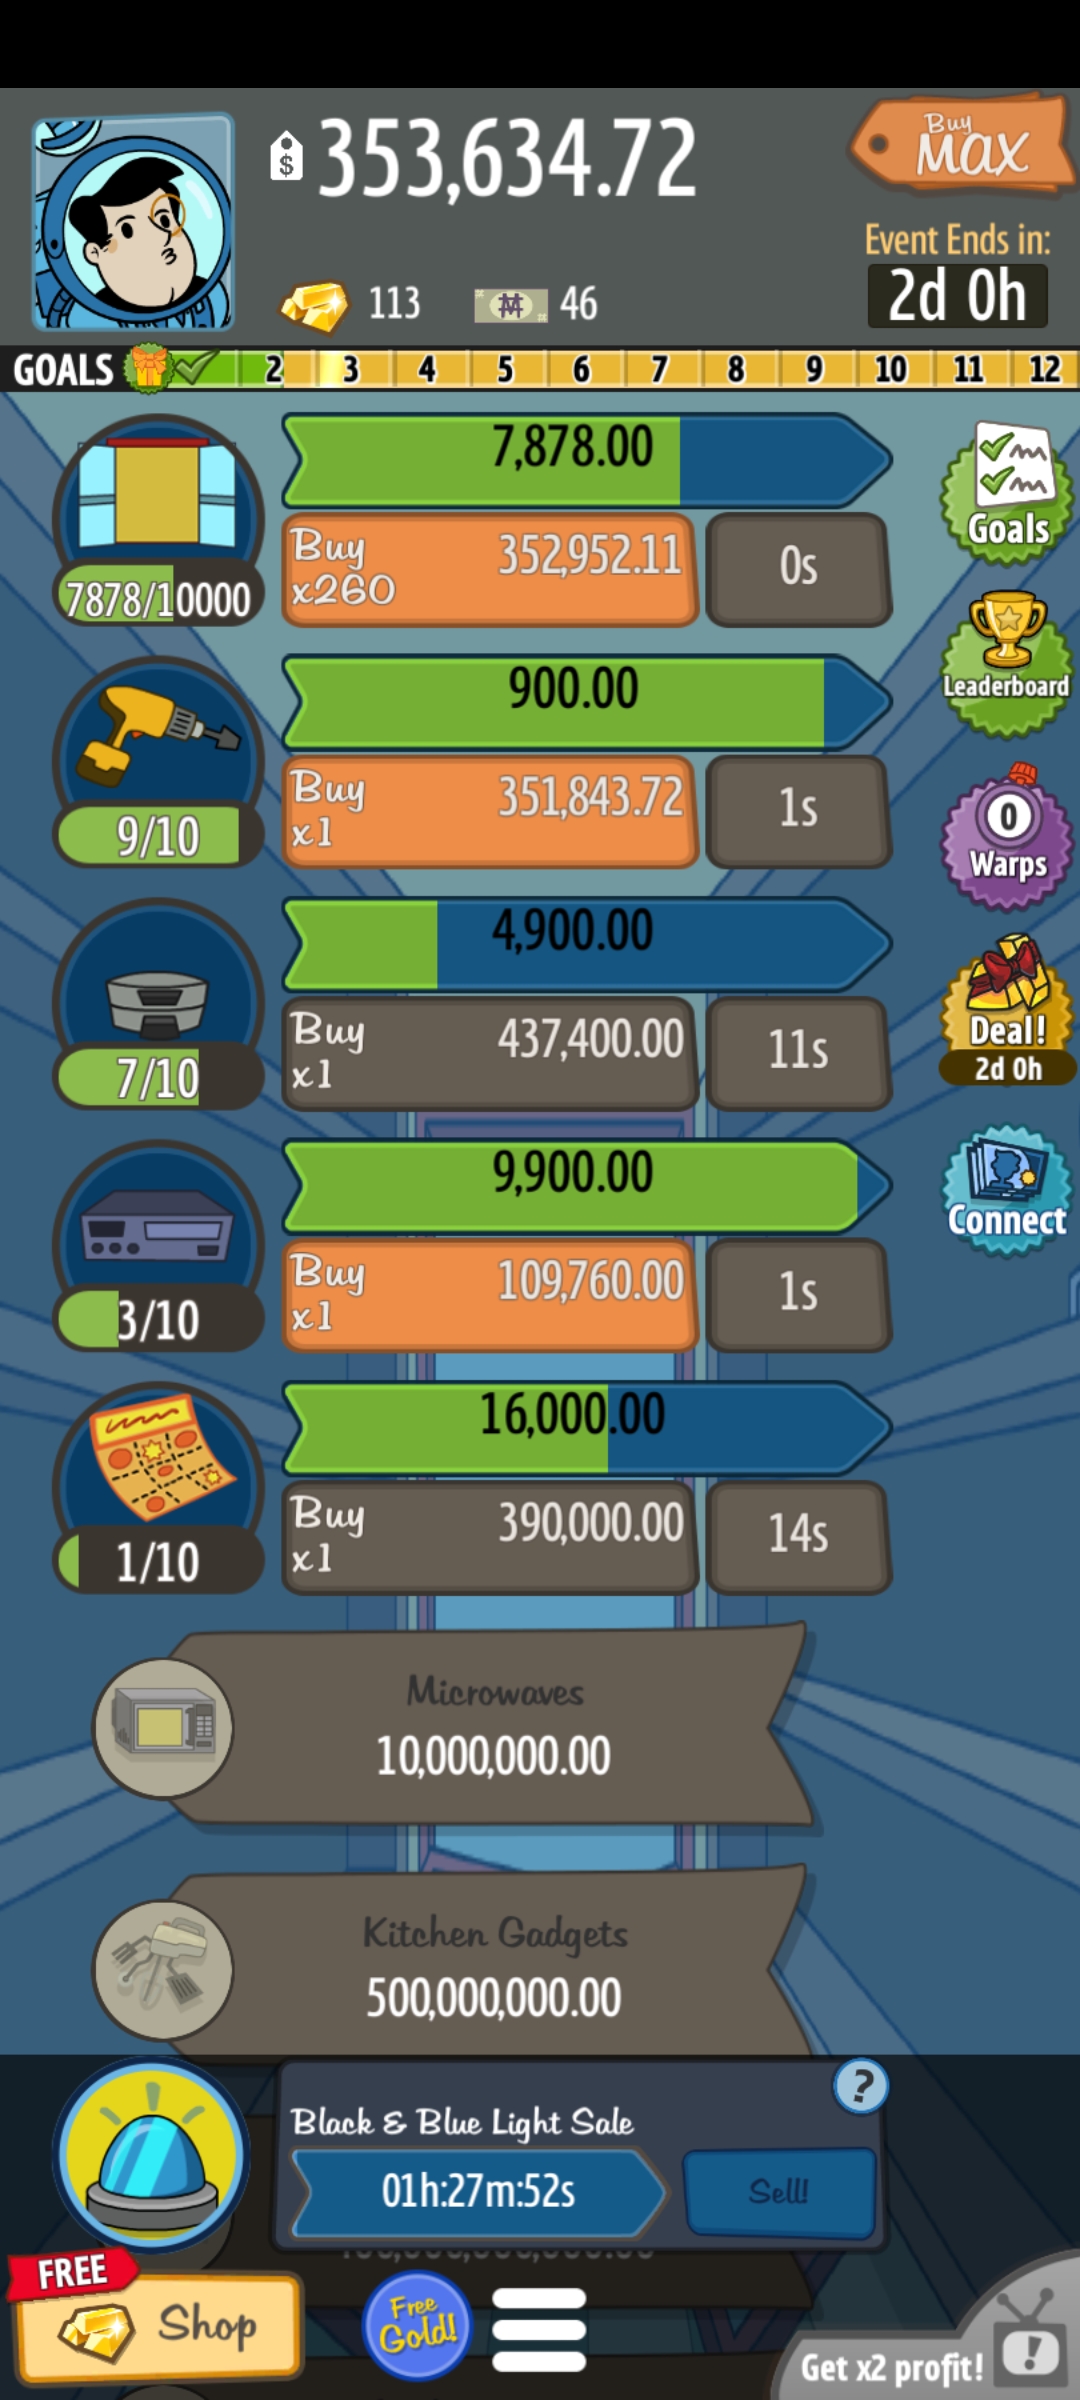 $ 353,634.72
Buy
MAX
Event Ends in:
2d 0h
113
46
GOALS 2 3 4 5 6 7 8 9 10 11 12
7,878.00
Buy
x260
352,952.11
0s
7878/10000
Goals
900.00
Buy
x1
351,843.72
1s
9/10
Leaderboard
0
Warps
4,900.00
Buy
x1
437,400.00
11s
7/10
Deal!
2d 0h
9,900.00
Buy
x1
109,760.00
1s
3/10
Connect
16,000.00
Buy
x1
390,000.00
14s
1/10
Microwaves
10,000,000.00
Kitchen Gadgets
500,000,000.00
?
Black & Blue Light Sale
01h:27m:52s
Sell!
FREE
Shop
Free
Gold!
Get x2 profit!